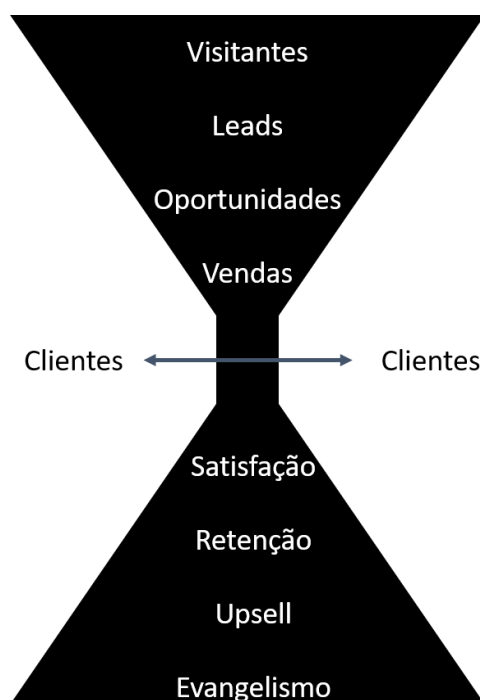 Visitantes
Leads
Oportunidades
Vendas
Clientes Clientes
Satisfação
Retenção
Upsell
Evangelismo